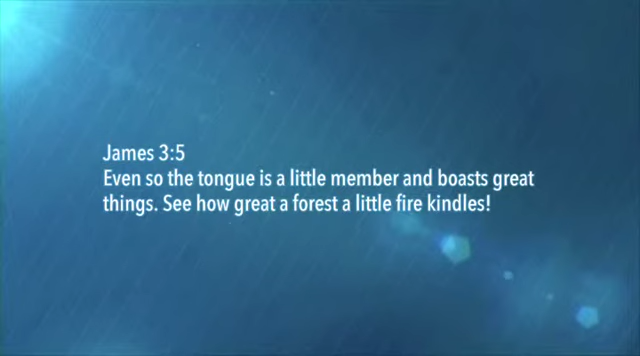 James 3:5
Even so the tongue is a little member and boasts great
things. See how great a forest a little fire kindles!